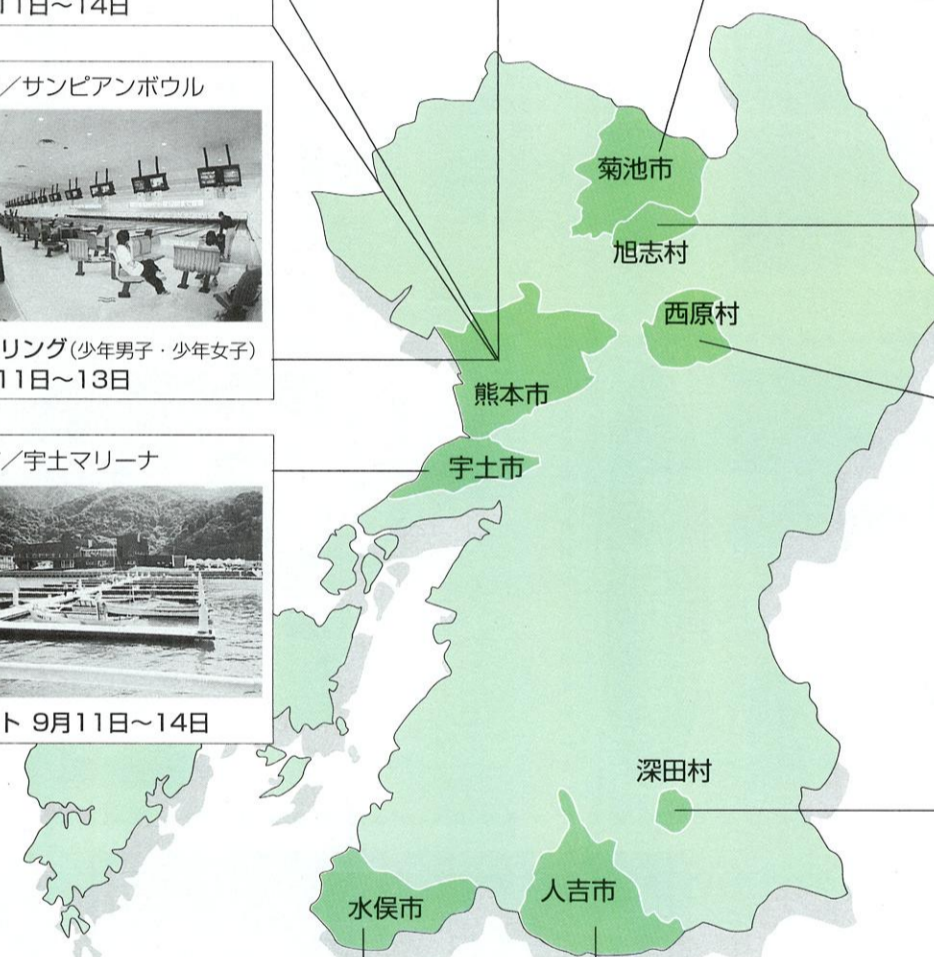 11日〜14日
／サンピアンボウル
リング(少年男子・少年女子)
11日〜13日
／宇土マリーナ
ト 9月11日〜14日
菊池市
旭志村
西原村
熊本市
宇土市
深田村
人吉市
水俣市